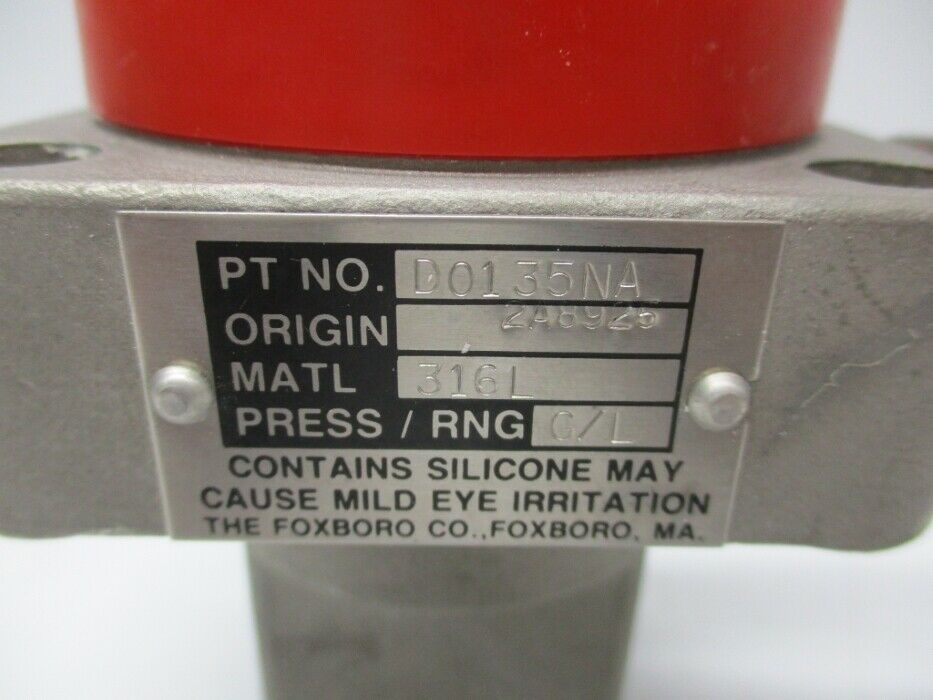 PT NO. D0135NA
ORIGIN 2A8925
MATL 316L
PRESS / RNG G/L
CONTAINS SILICONE MAY
CAUSE MILD EYE IRRITATION
THE FOXBORO CO., FOXBORO, MA.